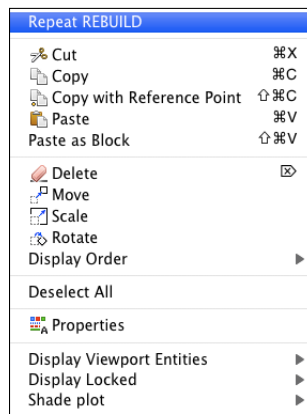 Repeat REBUILD
Cut ⌘X
Copy ⌘C
Copy with Reference Point ⇧⌘C
Paste ⌘V
Paste as Block ⇧⌘V
Delete ⌦
Move
Scale
Rotate
Display Order ▶
Deselect All
Properties
Display Viewport Entities ▶
Display Locked ▶
Shade plot ▶